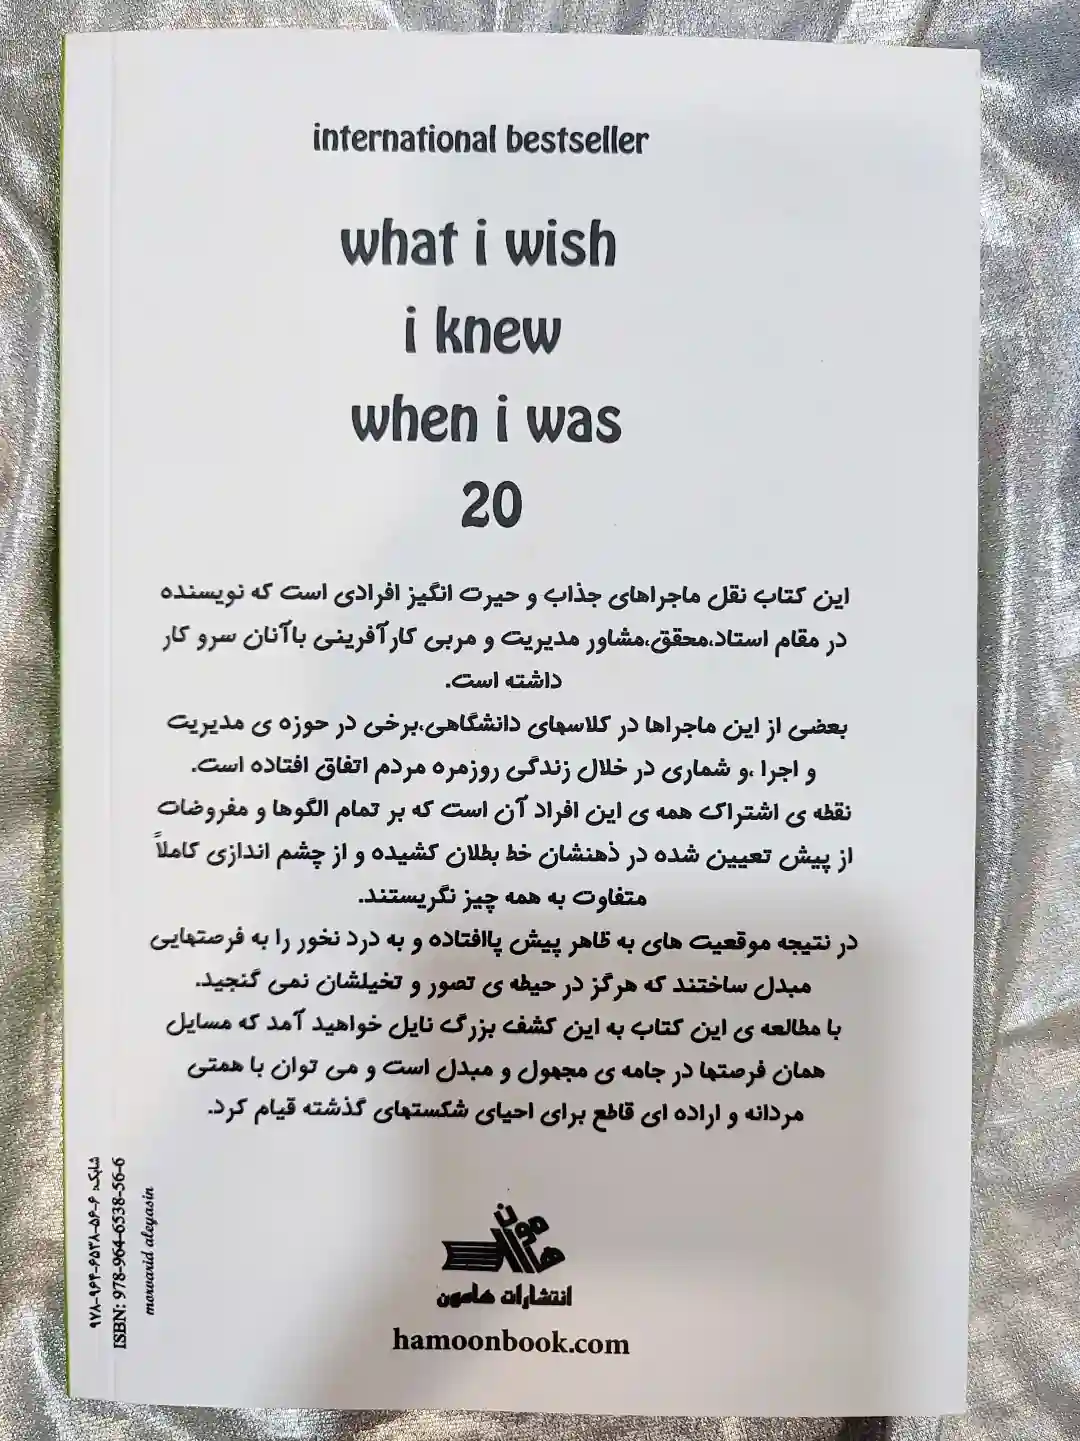 international bestseller
what i wish
i knew
when i was
20
این کتاب نقل ماجراهای جذاب و حیرت انگیز افرادی است که نویسنده
در مقام استاد،محقق،مشاور مدیریت و مربی کارآفرینی باآنان سرو کار
داشته است.
بعضی از این ماجراها در کلاسهای دانشگاهی،برخی در حوزه ی مدیریت
و اجرا ،و شماری در خلال زندگی روزمره مردم اتفاق افتاده است.
نقطه ی اشتراک همه ی این افراد آن است که بر تمام الگوها و مفروضات
از پیش تعیین شده در ذهنشان خط بطلان کشیده و از چشم اندازی کاملاً
متفاوت به همه چیز نگریستند.
در نتیجه موقعیت های به ظاهر پیش پاافتاده و به درد نخور را به فرصتهایی
مبدل ساختند که هرگز در حیطه ی تصور و تخیلشان نمی گنجید.
با مطالعه ی این کتاب به این کشف بزرگ نایل خواهید آمد که مسایل
همان فرصتها در جامه ی مجهول و مبدل است و می توان با همتی
مردانه و اراده ای قاطع برای احیای شکستهای گذشته قیام کرد.
شابک: ۹۷۸-۹۶۴-۶۵۳۸-۵۶-۶
ISBN: 978-964-6538-56-6
morvarid aleyasin
هامون
انتشارات هامون
hamoonbook.com